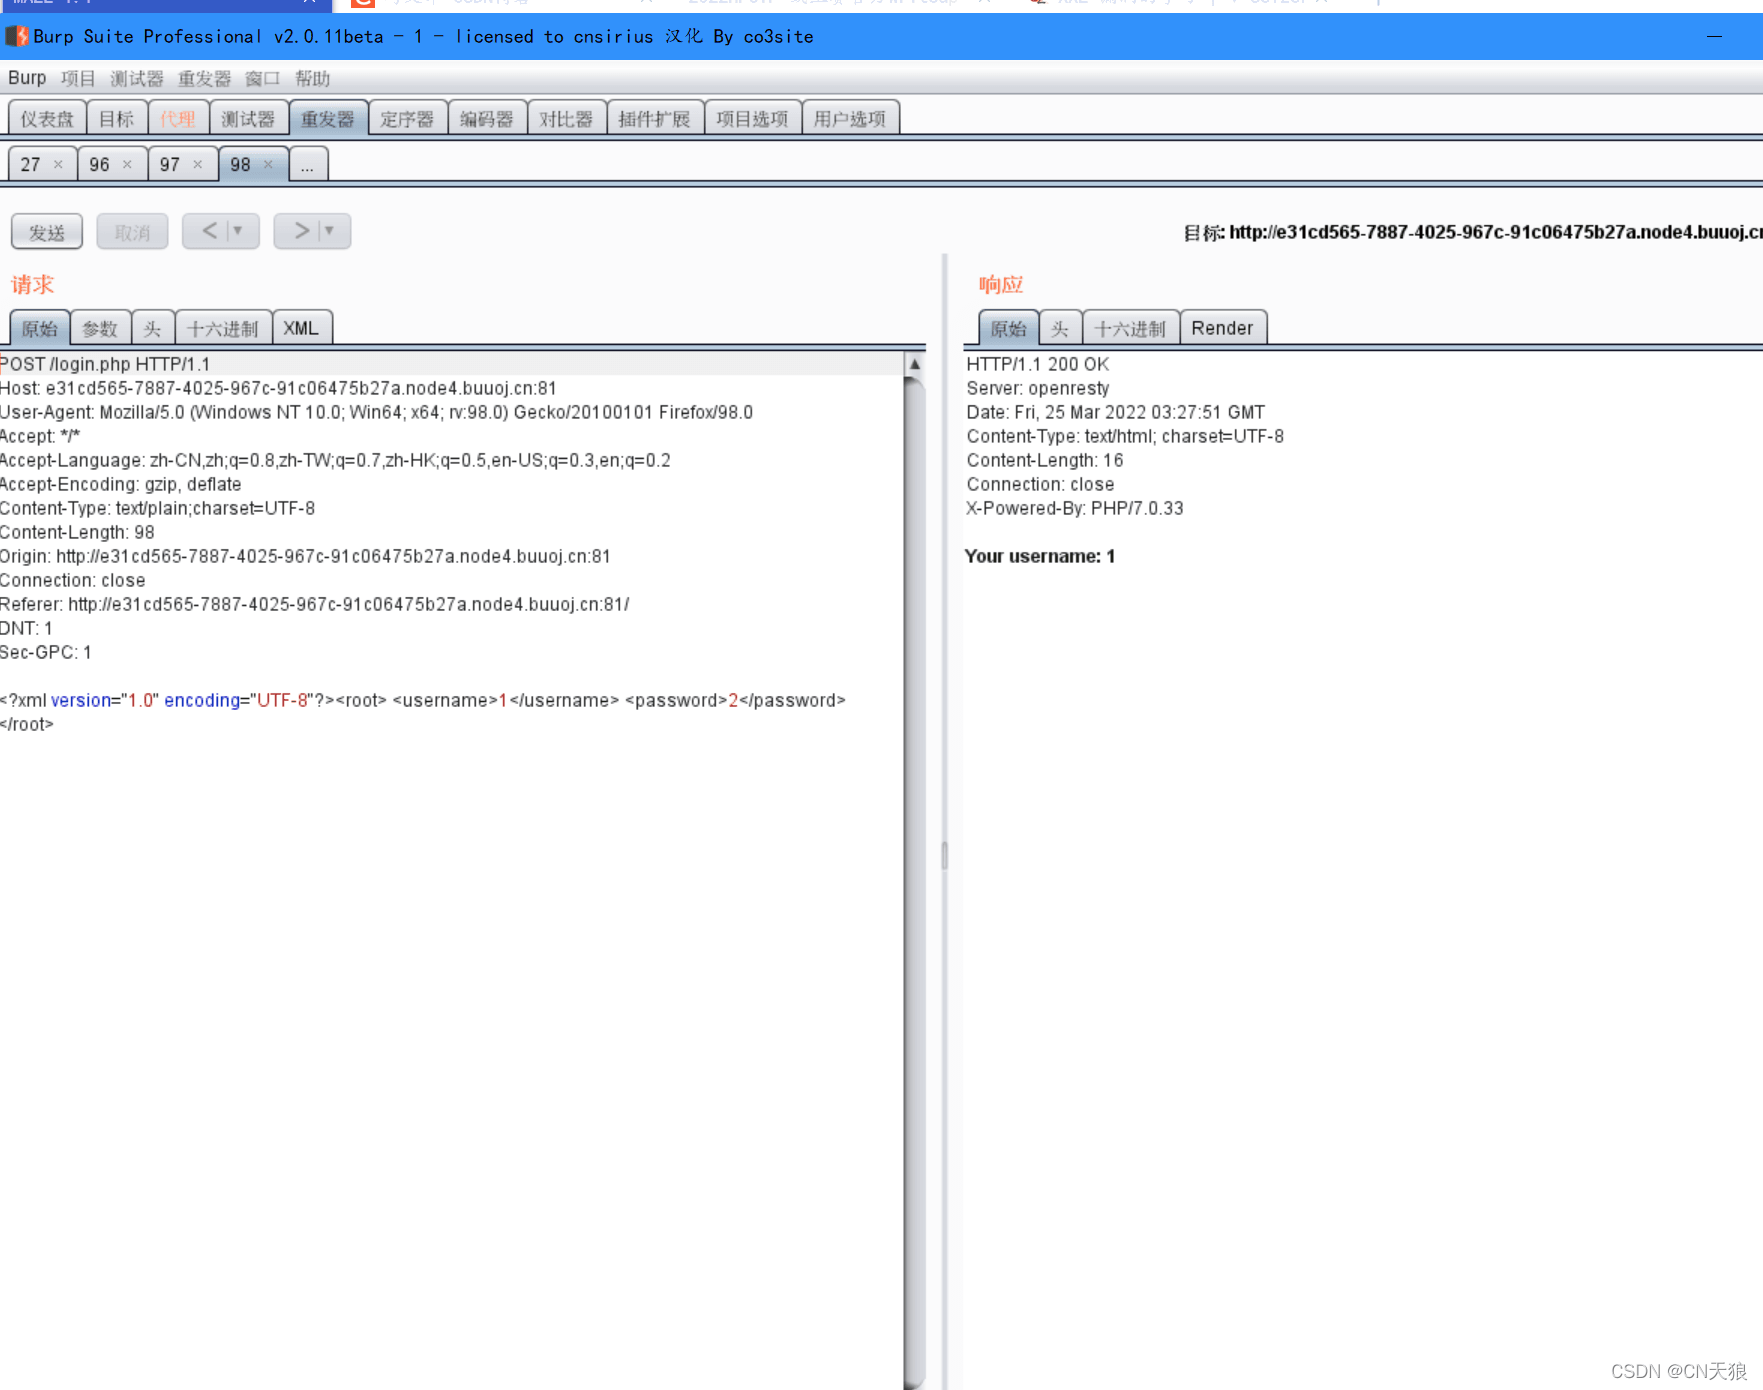 Burp Suite Professional v2.0.11beta - 1 - licensed to cnsirius 汉化 By co3site
Burp 项目 测试器 重发器 窗口 帮助
仪表盘 目标 代理 测试器 重发器 定序器 编码器 对比器 插件扩展 项目选项 用户选项
27 × 96 × 97 × 98 × ...
发送 取消 < ▼ > ▼ 目标: http://e31cd565-7887-4025-967c-91c06475b27a.node4.buuoj.cn
请求
原始 参数 头 十六进制 XML
POST /login.php HTTP/1.1
Host: e31cd565-7887-4025-967c-91c06475b27a.node4.buuoj.cn:81
User-Agent: Mozilla/5.0 (Windows NT 10.0; Win64; x64; rv:98.0) Gecko/20100101 Firefox/98.0
Accept: */*
Accept-Language: zh-CN,zh;q=0.8,zh-TW;q=0.7,zh-HK;q=0.5,en-US;q=0.3,en;q=0.2
Accept-Encoding: gzip, deflate
Content-Type: text/plain;charset=UTF-8
Content-Length: 98
Origin: http://e31cd565-7887-4025-967c-91c06475b27a.node4.buuoj.cn:81
Connection: close
Referer: http://e31cd565-7887-4025-967c-91c06475b27a.node4.buuoj.cn:81/
DNT: 1
Sec-GPC: 1
<?xml version="1.0" encoding="UTF-8"?><root> <username>1</username> <password>2</password>
</root>
响应
原始 头 十六进制 Render
HTTP/1.1 200 OK
Server: openresty
Date: Fri, 25 Mar 2022 03:27:51 GMT
Content-Type: text/html; charset=UTF-8
Content-Length: 16
Connection: close
X-Powered-By: PHP/7.0.33
Your username: 1
CSDN @CN天狼